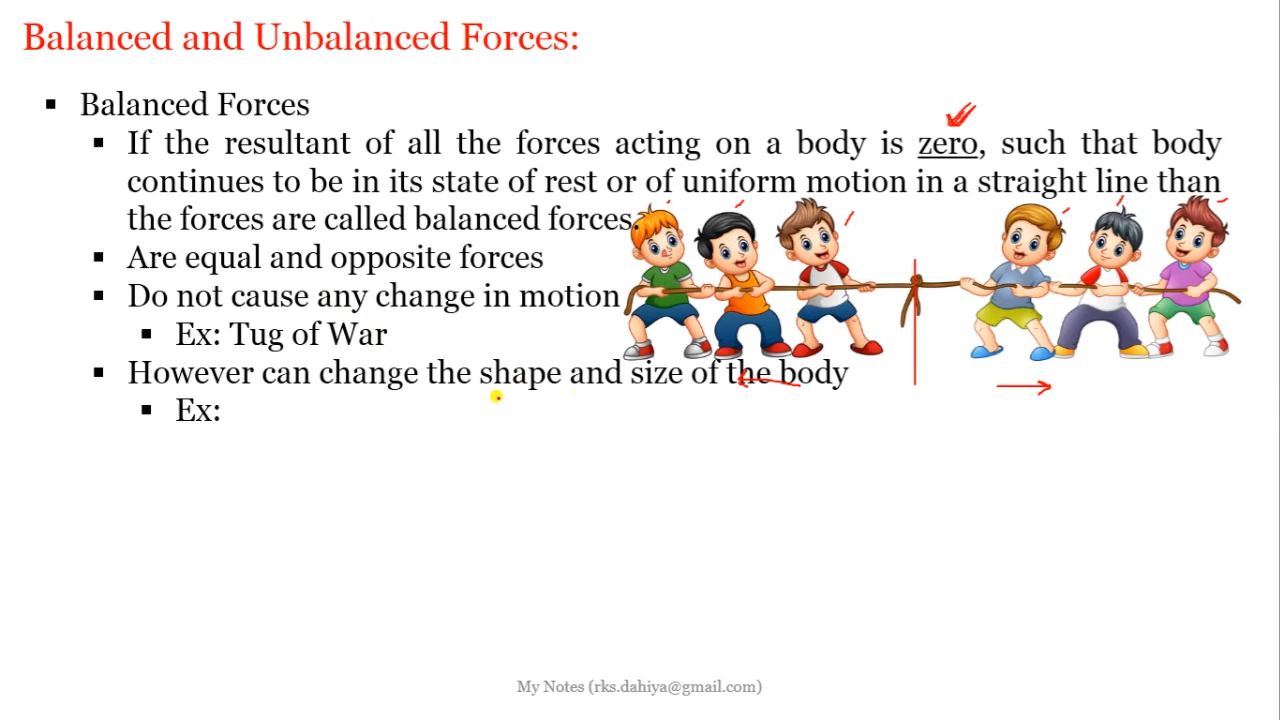 Balanced and Unbalanced Forces:
▪ Balanced Forces
▪ If the resultant of all the forces acting on a body is zero, such that body
continues to be in its state of rest or of uniform motion in a straight line than
the forces are called balanced forces.
▪ Are equal and opposite forces
▪ Do not cause any change in motion
▪ Ex: Tug of War
▪ However can change the shape and size of the body
▪ Ex:
My Notes (rks.dahiya@gmail.com)